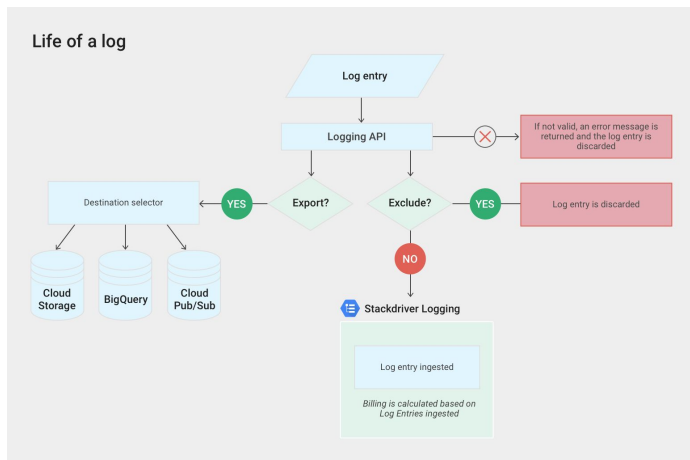 Life of a log
Log entry
Logging API
If not valid, an error message is
returned and the log entry is
discarded
Destination selector
YES
Export?
Exclude?
YES
Log entry is discarded
NO
Cloud
Storage
BigQuery
Cloud
Pub/Sub
Stackdriver Logging
Log entry ingested
Billing is calculated based on
Log Entries ingested